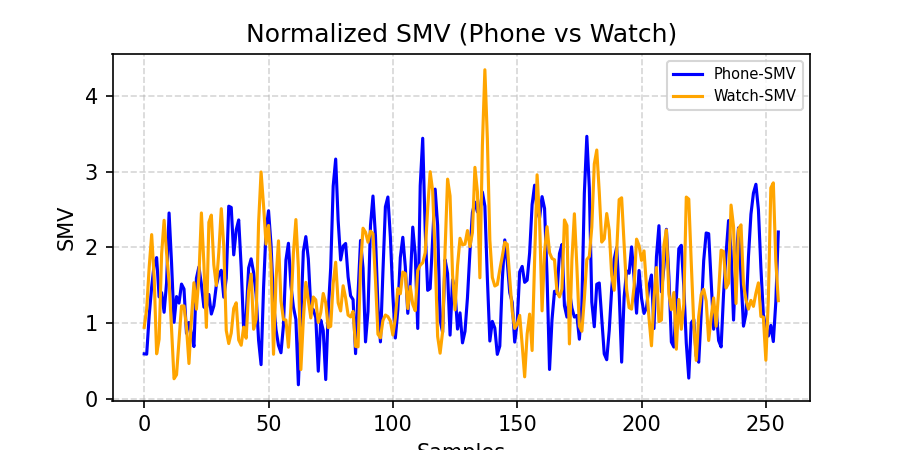 Normalized SMV (Phone vs Watch)
Phone-SMV
Watch-SMV
SMV
4
3
2
1
0
0 50 100 150 200 250
Samples